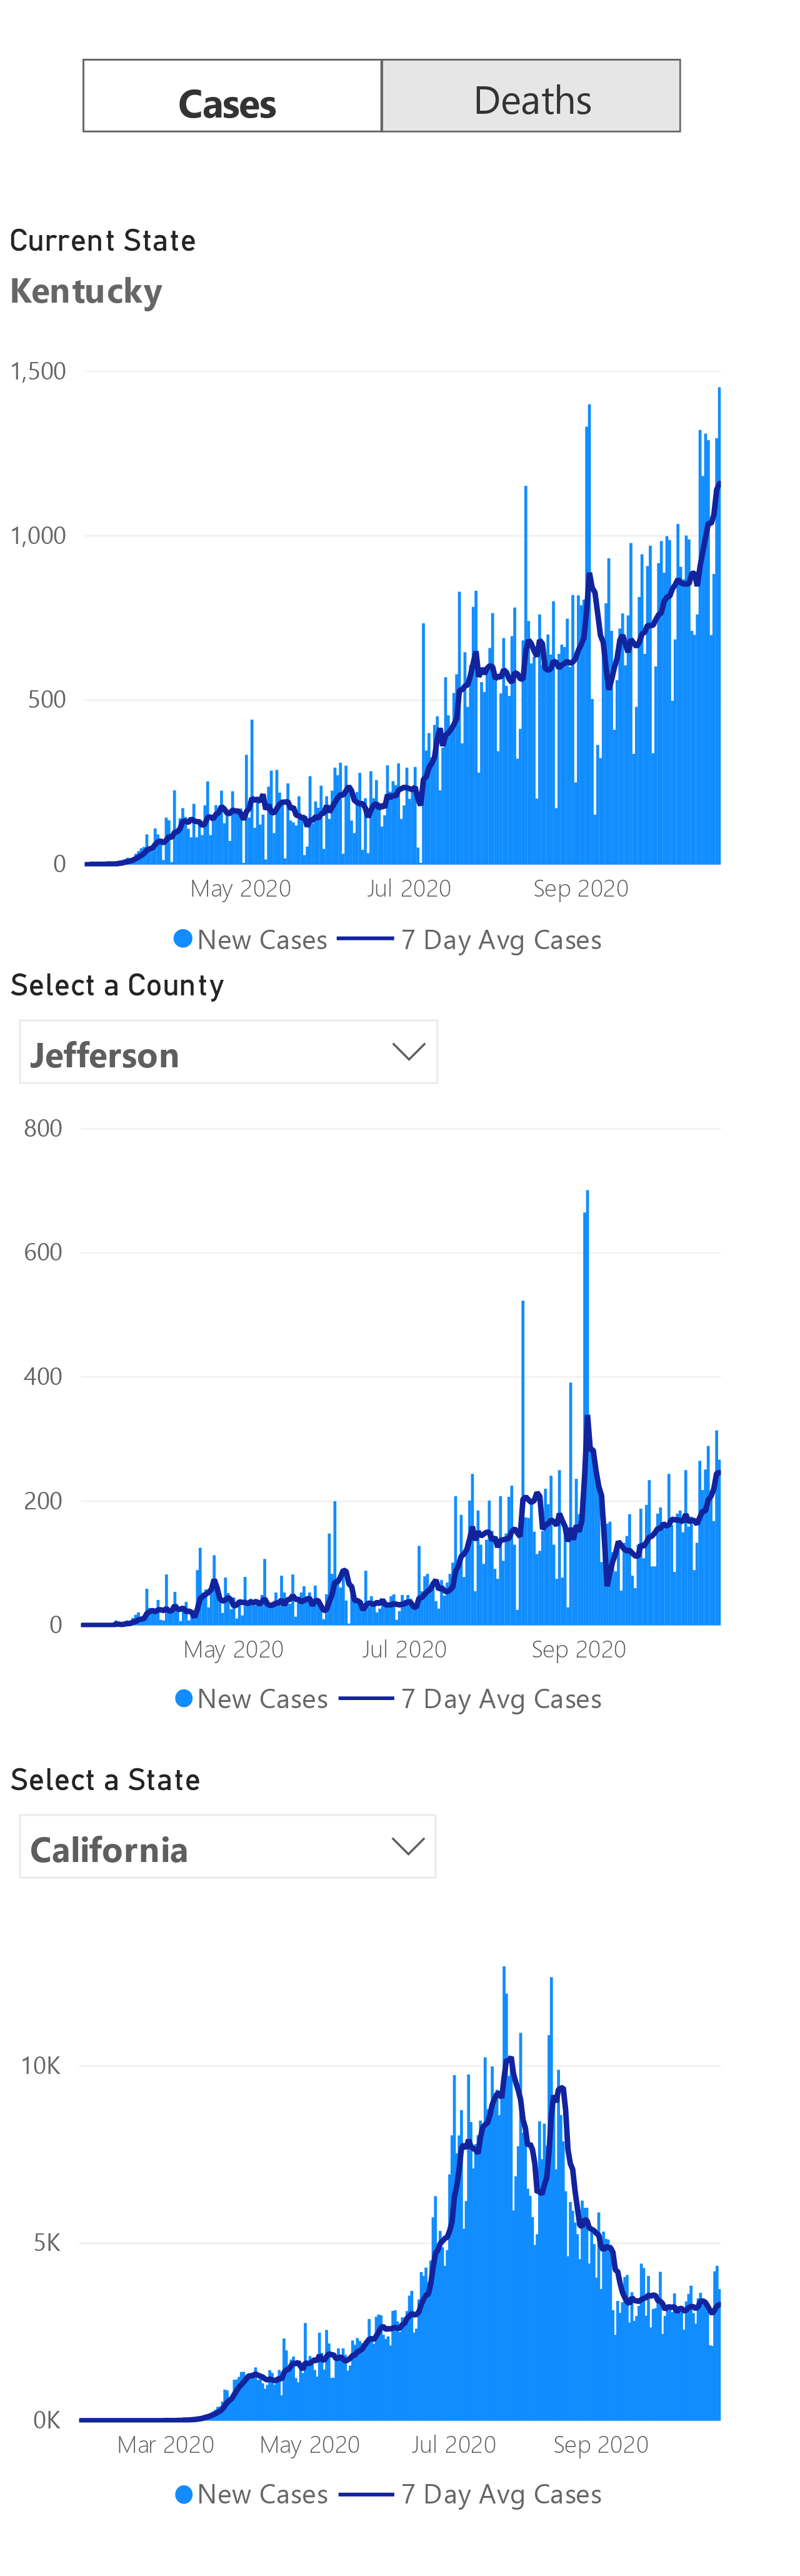 Cases Deaths
Current State
Kentucky
1,500
1,000
500
0
May 2020 Jul 2020 Sep 2020
New Cases 7 Day Avg Cases
Select a County
Jefferson
800
600
400
200
0
May 2020 Jul 2020 Sep 2020
New Cases 7 Day Avg Cases
Select a State
California
10K
5K
0K
Mar 2020 May 2020 Jul 2020 Sep 2020
New Cases 7 Day Avg Cases